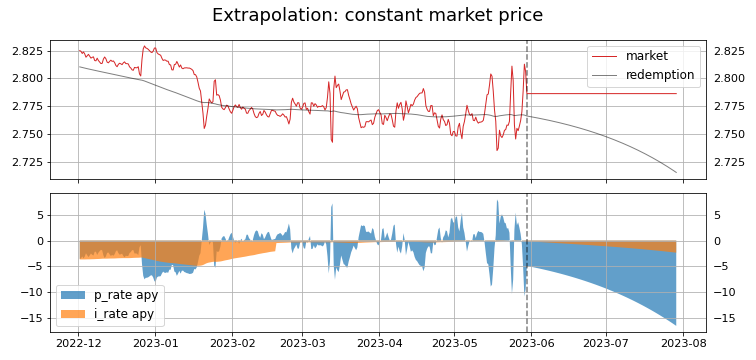 Extrapolation: constant market price
2.825 2.825
2.800 2.800
2.775 2.775
2.750 2.750
2.725 2.725
market
redemption
5 5
0 0
−5 −5
−10 −10
−15 −15
p_rate apy
i_rate apy
2022-12 2023-01 2023-02 2023-03 2023-04 2023-05 2023-06 2023-07 2023-08